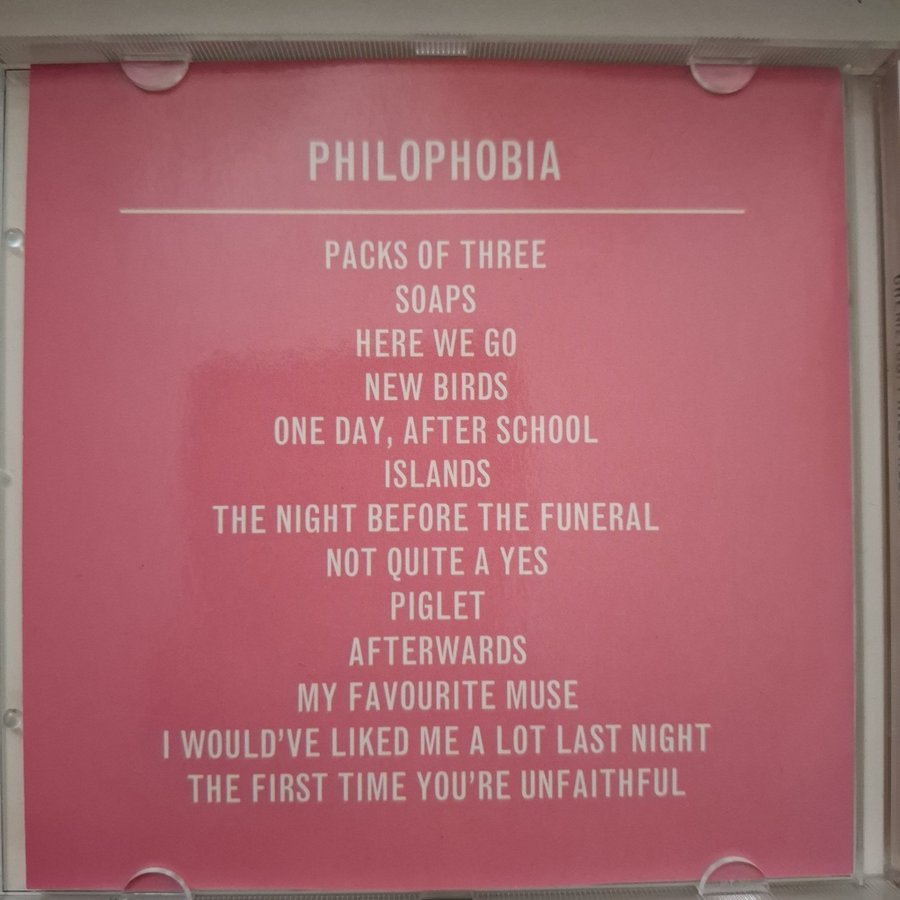 PHILOPHOBIA
PACKS OF THREE
SOAPS
HERE WE GO
NEW BIRDS
ONE DAY, AFTER SCHOOL
ISLANDS
THE NIGHT BEFORE THE FUNERAL
NOT QUITE A YES
PIGLET
AFTERWARDS
MY FAVOURITE MUSE
I WOULD'VE LIKED ME A LOT LAST NIGHT
THE FIRST TIME YOU'RE UNFAITHFUL